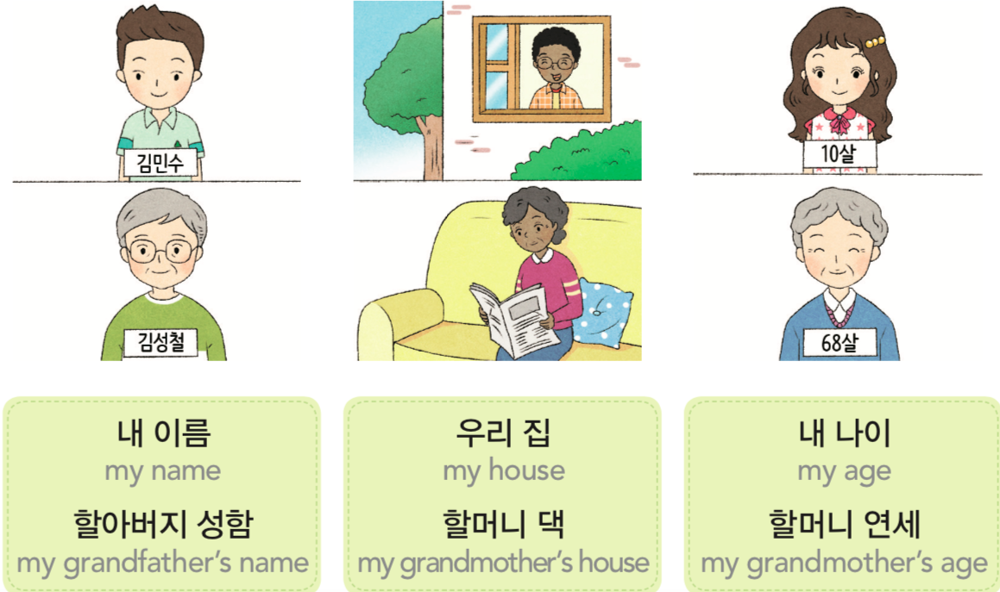 김민수
10살
김성철
68살
내 이름
my name
할아버지 성함
my grandfather's name
우리 집
my house
할머니 댁
my grandmother's house
내 나이
my age
할머니 연세
my grandmother's age